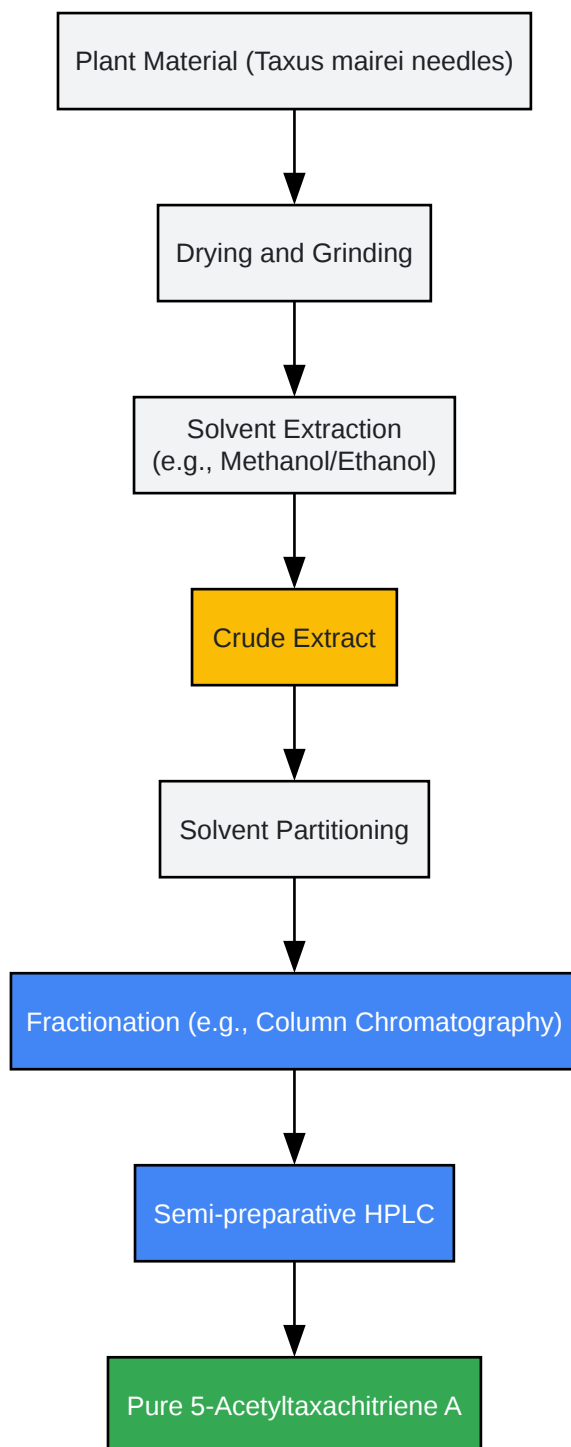 Plant Material (Taxus mairei needles)
Drying and Grinding
Solvent Extraction
(e.g., Methanol/Ethanol)
Crude Extract
Solvent Partitioning
Fractionation (e.g., Column Chromatography)
Semi-preparative HPLC
Pure 5-Acetyltaxachitriene A